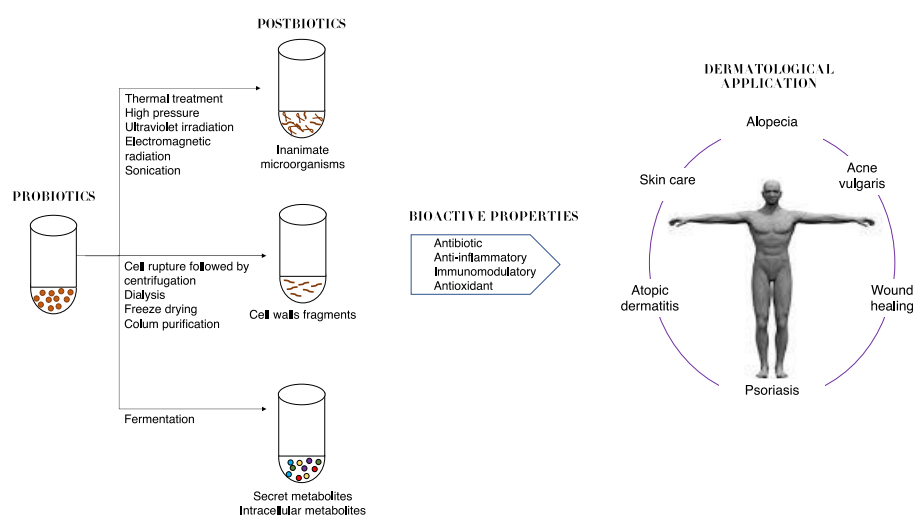 PROBIOTICS
POSTBIOTICS
Thermal treatment
High pressure
Ultraviolet irradiation
Electromagnetic
radiation
Sonication
Inanimate
microorganisms
Cell rupture followed by
centrifugation
Dialysis
Freeze drying
Colum purification
Cell walls fragments
Fermentation
Secret metabolites
Intracellular metabolites
BIOACTIVE PROPERTIES
Antibiotic
Anti-inflammatory
Immunomodulatory
Antioxidant
DERMATOLOGICAL
APPLICATION
Alopecia
Acne
vulgaris
Wound
healing
Psoriasis
Atopic
dermatitis
Skin care